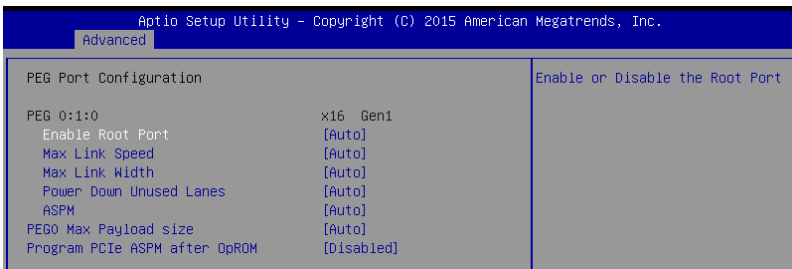 Aptio Setup Utility – Copyright (C) 2015 American Megatrends, Inc.
Advanced
PEG Port Configuration
Enable or Disable the Root Port
PEG 0:1:0 x16 Gen1
Enable Root Port [Auto]
Max Link Speed [Auto]
Max Link Width [Auto]
Power Down Unused Lanes [Auto]
ASPM [Auto]
PEG0 Max Payload size [Auto]
Program PCIe ASPM after OpROM [Disabled]